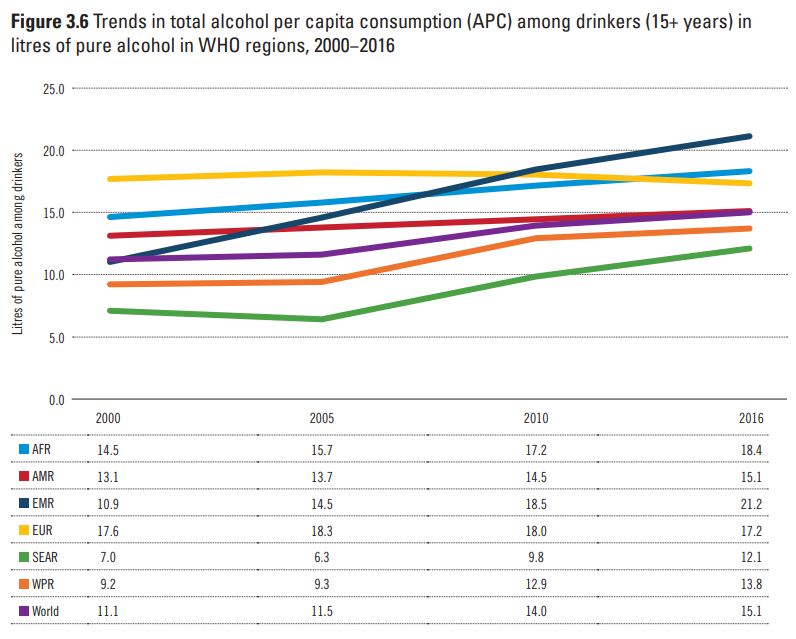 Figure 3.6 Trends in total alcohol per capita consumption (APC) among drinkers (15+ years) in
litres of pure alcohol in WHO regions, 2000–2016
Litres of pure alcohol among drinkers
25.0
20.0
15.0
10.0
5.0
0.0
2000 2005 2010 2016
AFR 14.5 15.7 17.2 18.4
AMR 13.1 13.7 14.5 15.1
EMR 10.9 14.5 18.5 21.2
EUR 17.6 18.3 18.0 17.2
SEAR 7.0 6.3 9.8 12.1
WPR 9.2 9.3 12.9 13.8
World 11.1 11.5 14.0 15.1